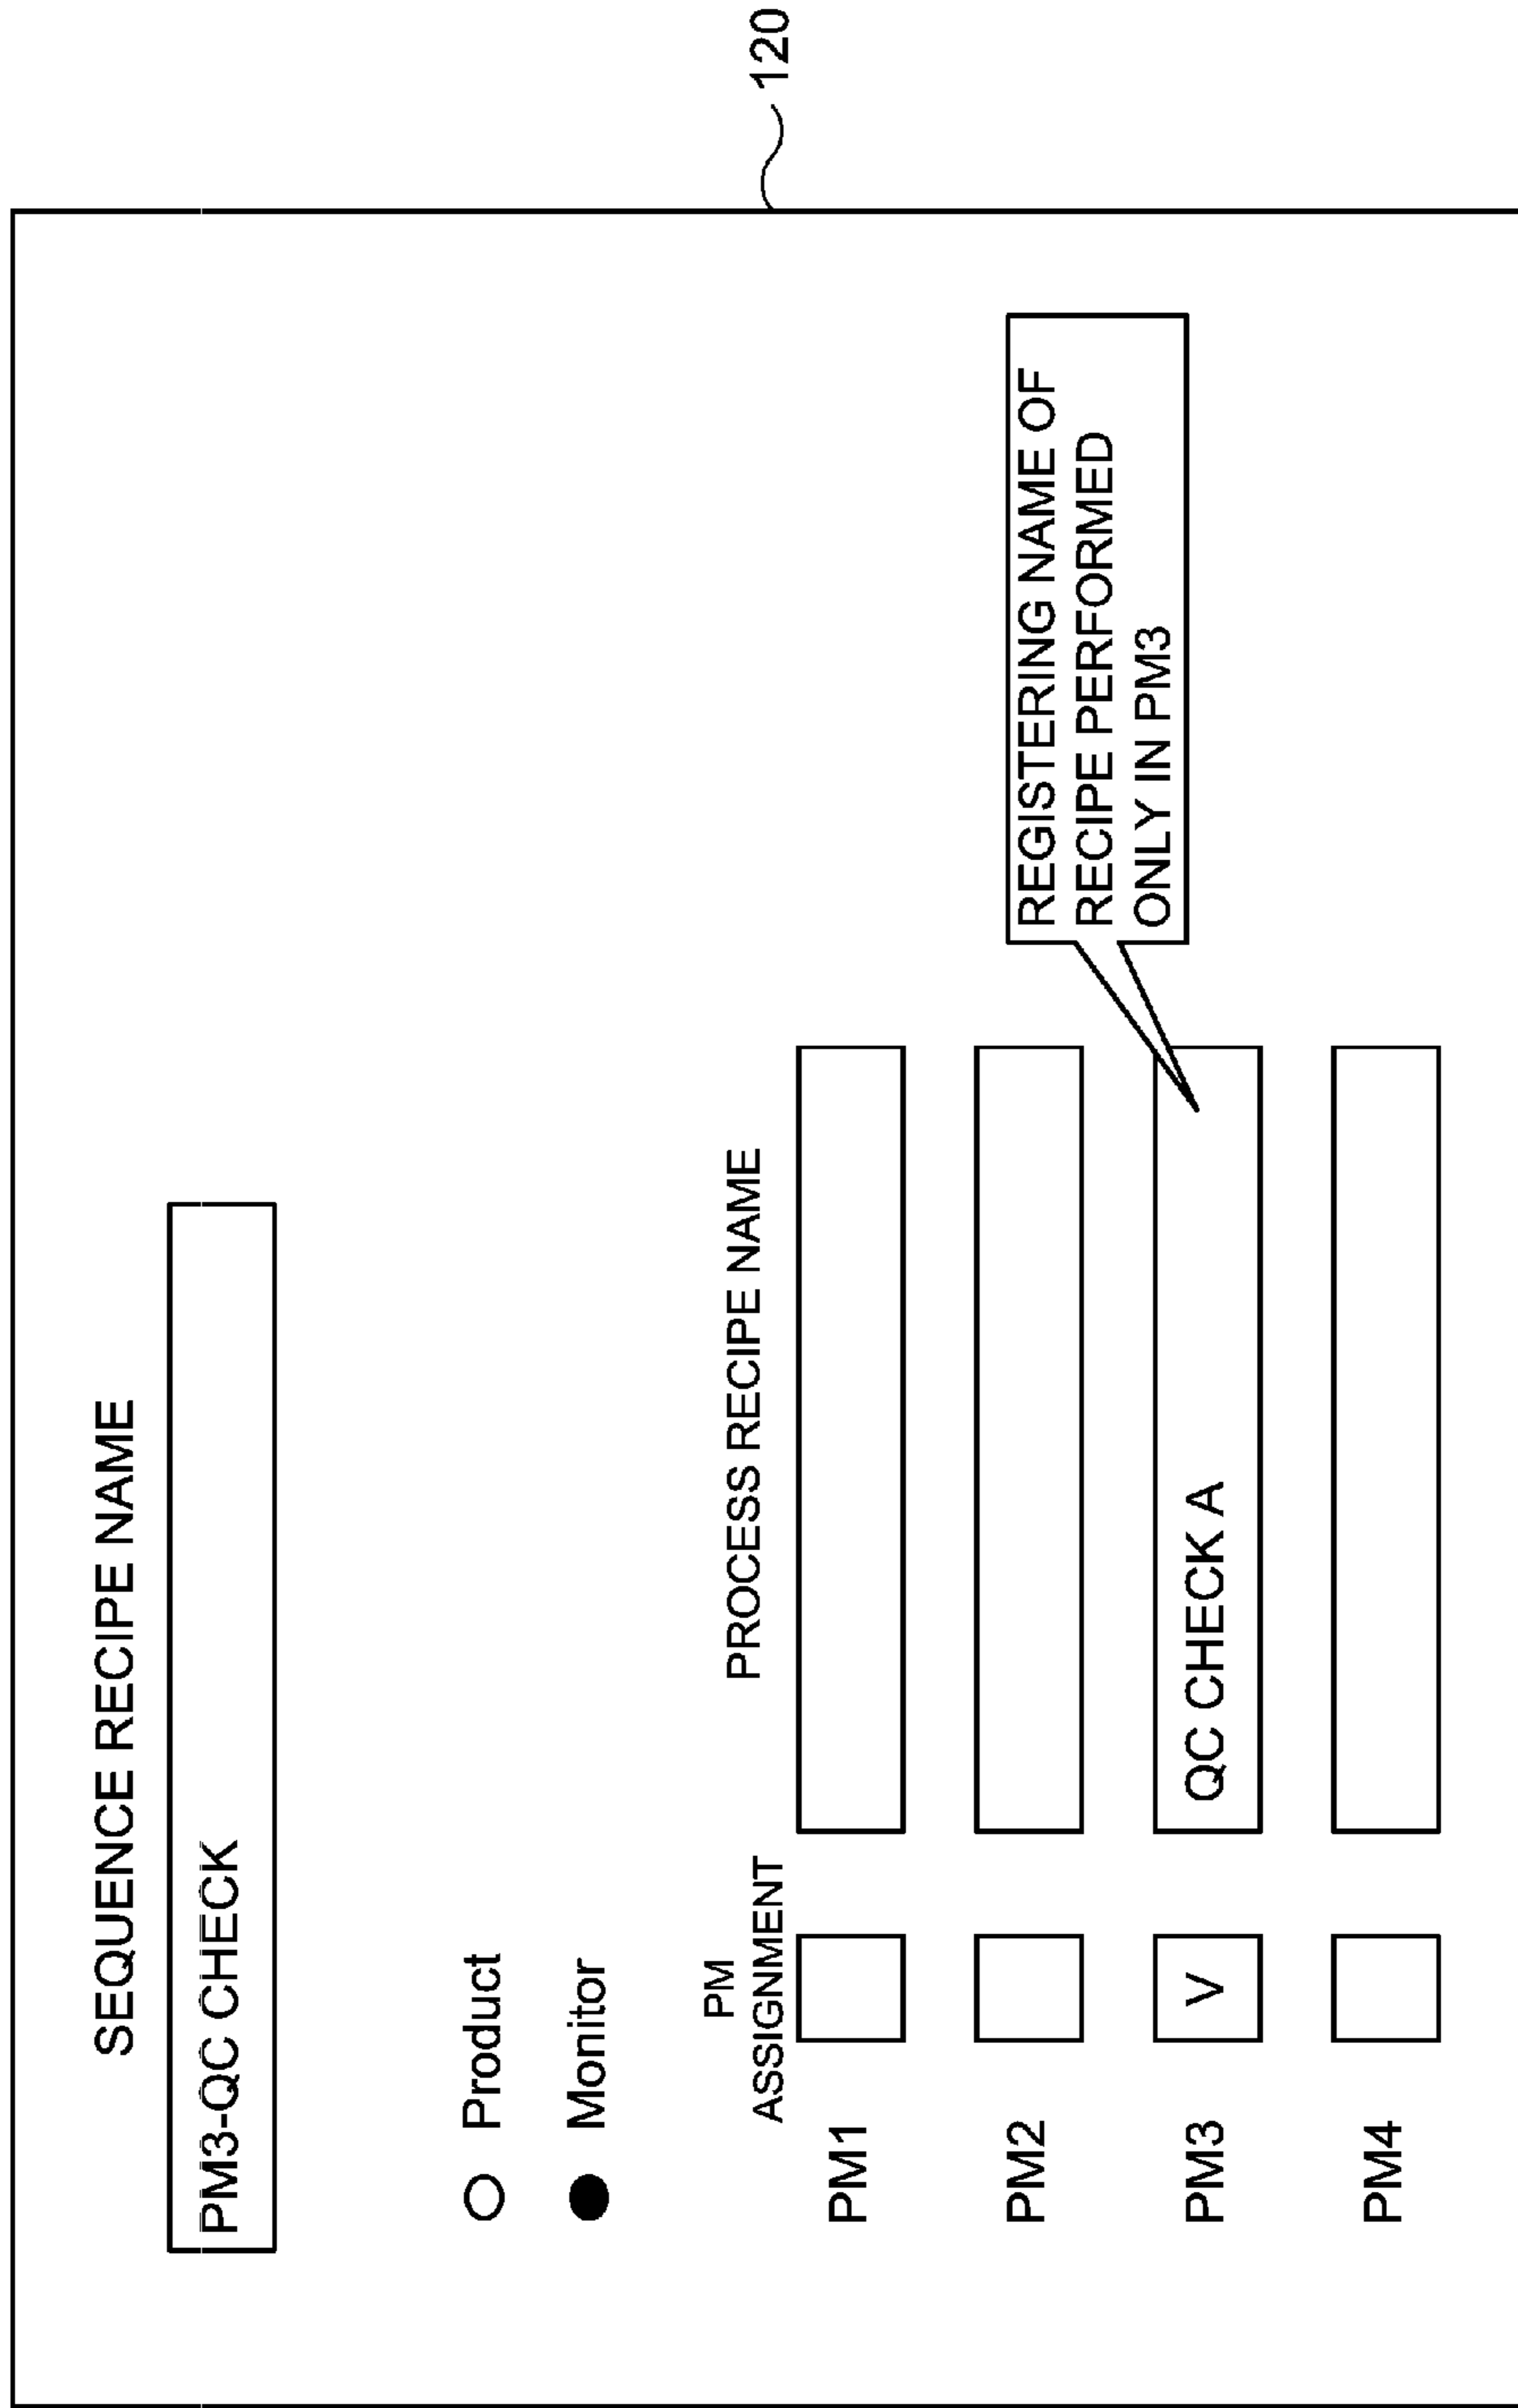 SEQUENCE RECIPE NAME
PM3-QC CHECK
Product
Monitor
PM
ASSIGNMENT
PROCESS RECIPE NAME
PM1
PM2
PM3
V
QC CHECK A
PM4
REGISTERING NAME OF
RECIPE PERFORMED
ONLY IN PM3
120